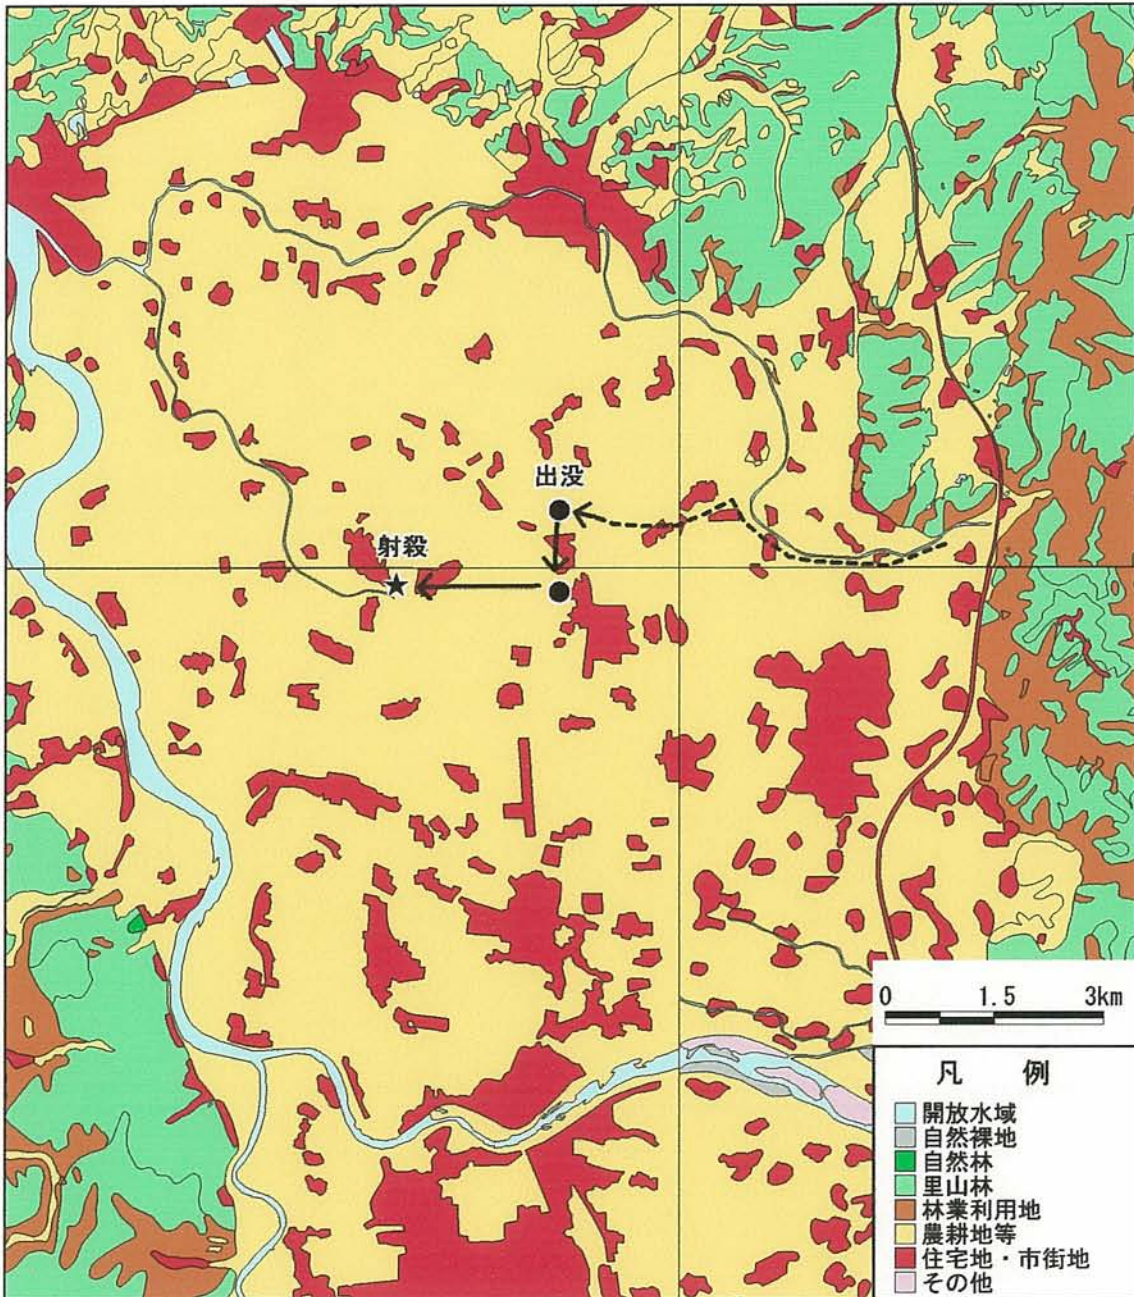 出没
射殺
0 1.5 3km
凡 例
開放水域
自然裸地
自然林
里山林
林業利用地
農耕地等
住宅地・市街地
その他